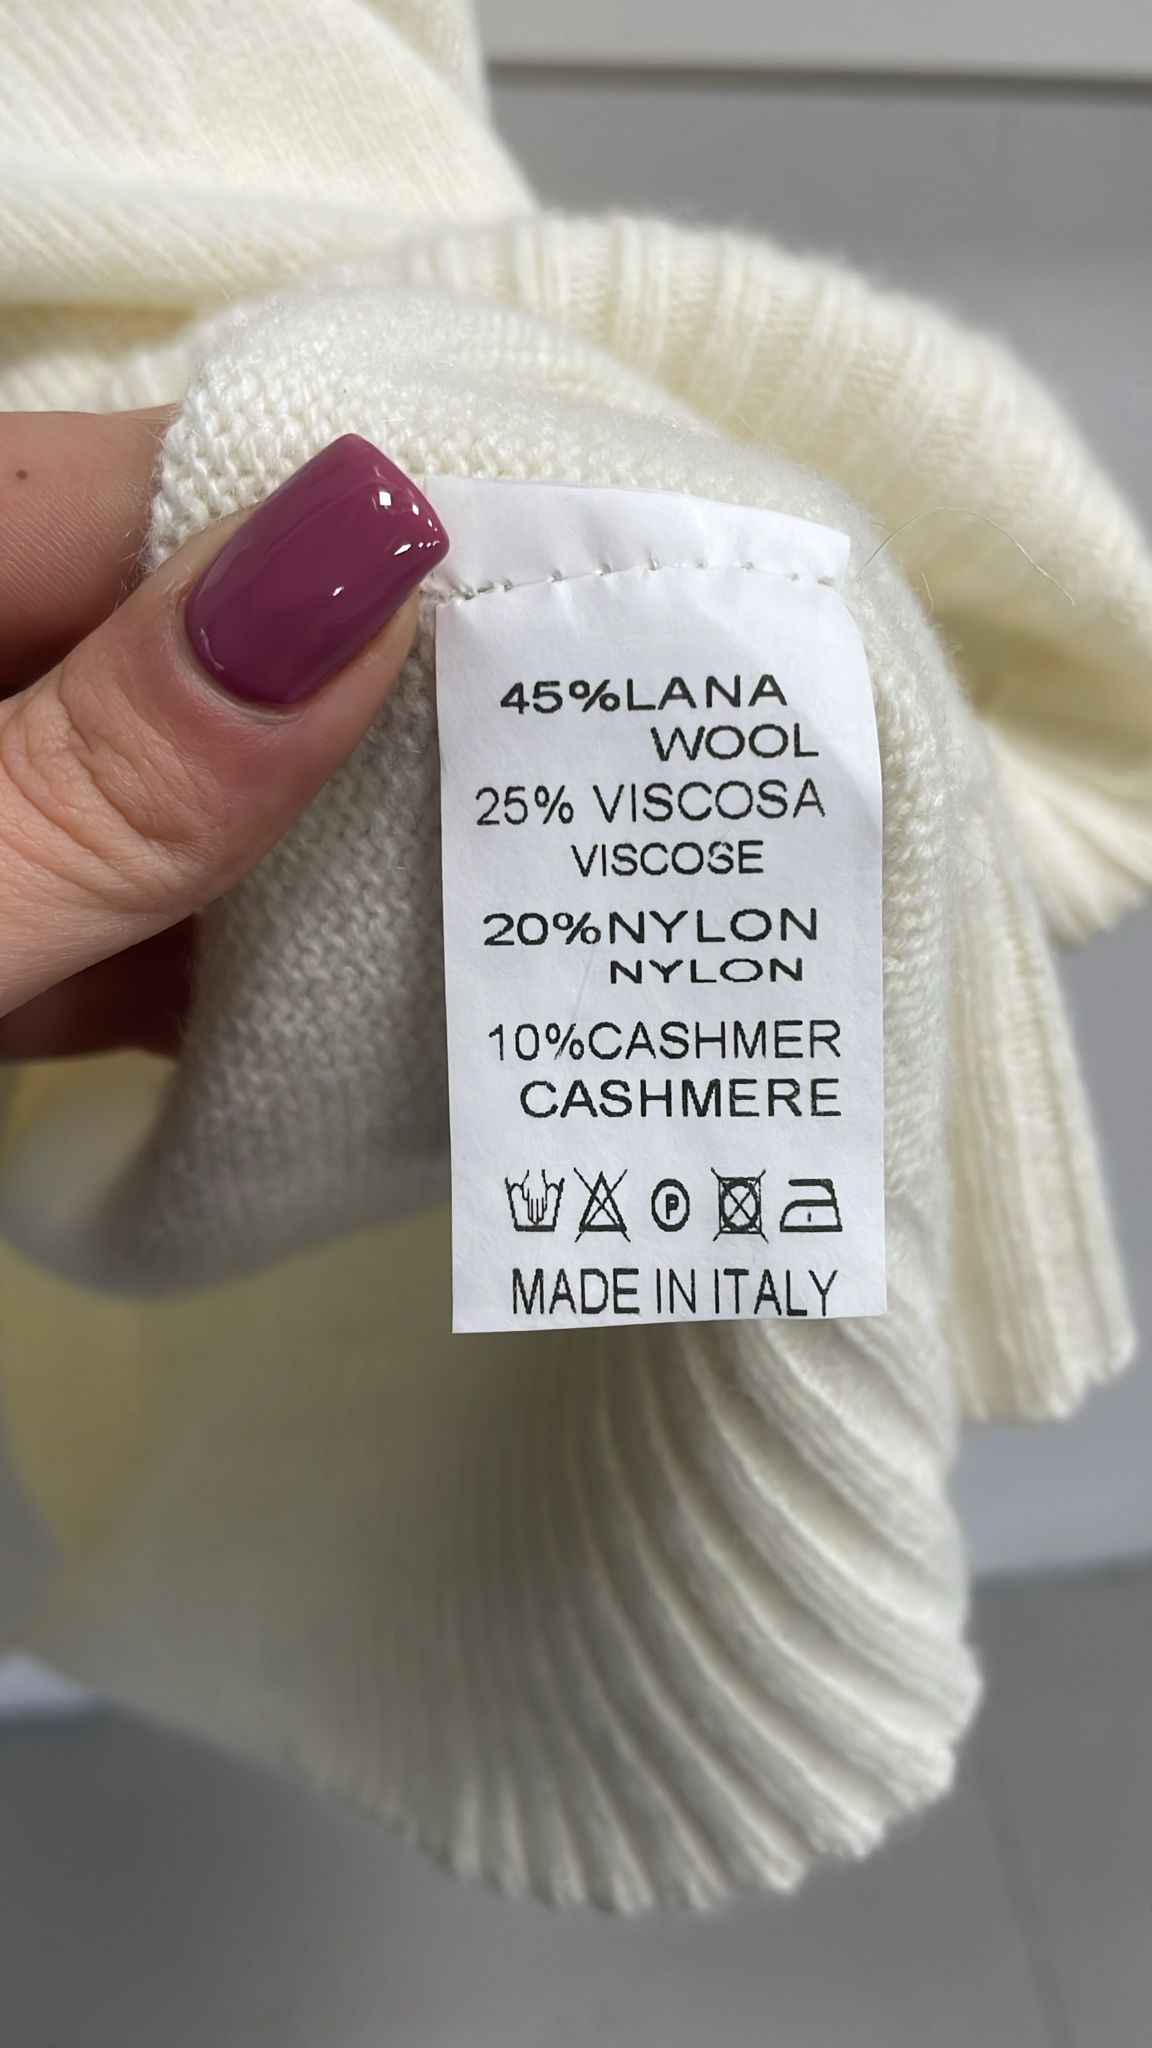 45%LANA
WOOL
25% VISCOSA
VISCOSE
20%NYLON
NYLON
10%CASHMER
CASHMERE
P
MADE IN ITALY